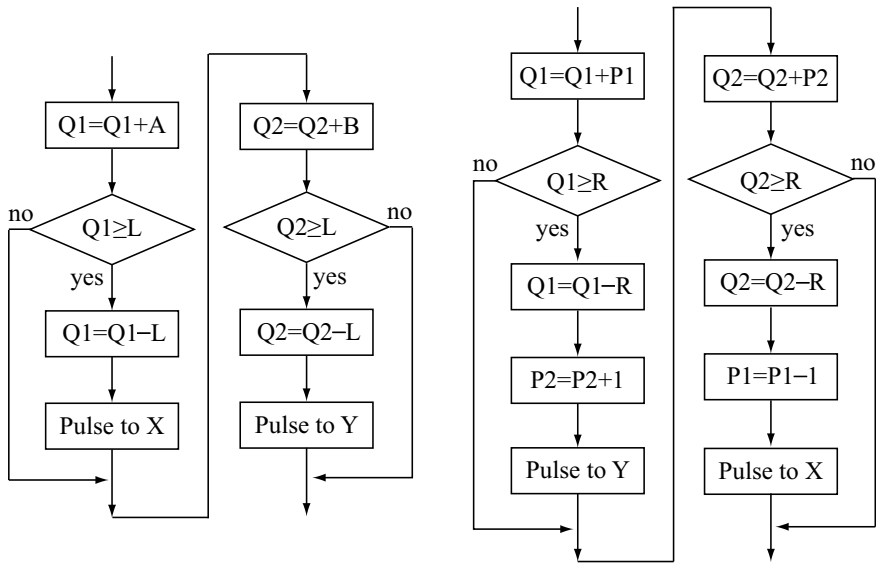 Q1=Q1+A
Q1≥L
no
yes
Q1=Q1−L
Pulse to X
Q2=Q2+B
Q2≥L
no
yes
Q2=Q2−L
Pulse to Y
Q1=Q1+P1
no
Q1≥R
yes
Q1=Q1−R
P2=P2+1
Pulse to Y
Q2=Q2+P2
no
Q2≥R
yes
Q2=Q2−R
P1=P1−1
Pulse to X